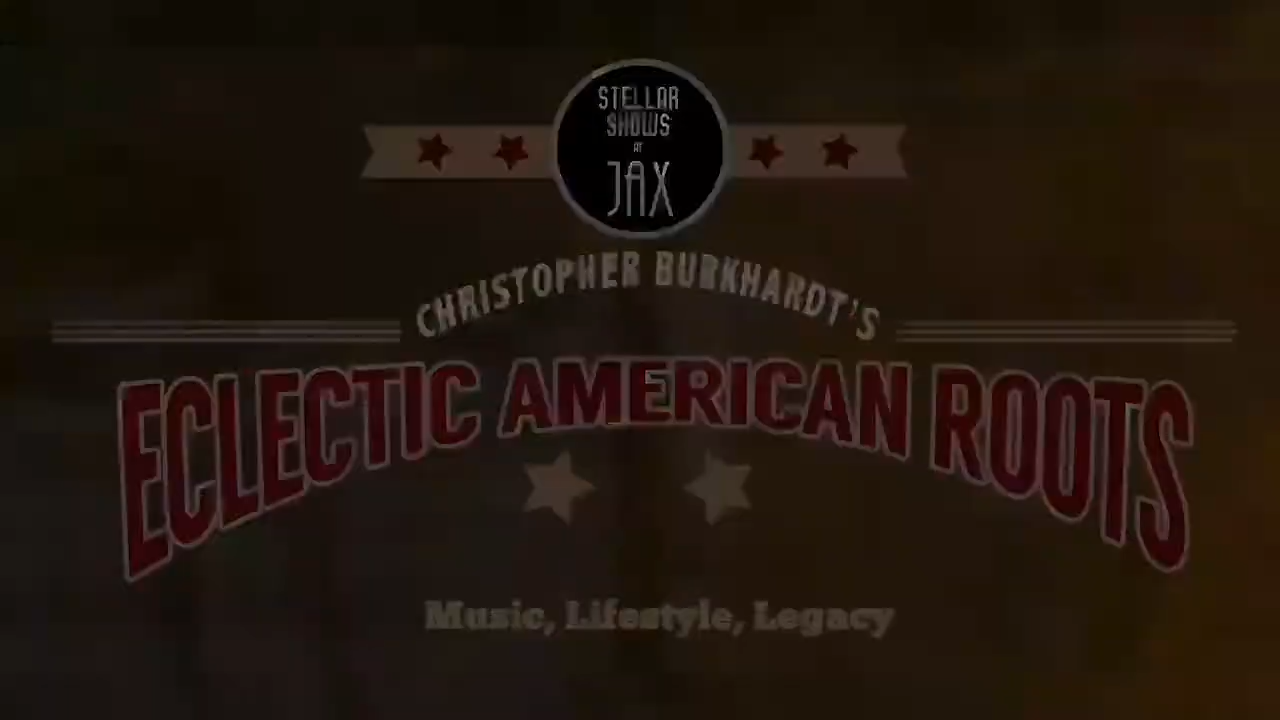 STELLAR
SHOWS
AT
JAX
CHRISTOPHER BURKHARDT'S
ECLECTIC AMERICAN ROOTS
Music, Lifestyle, Legacy